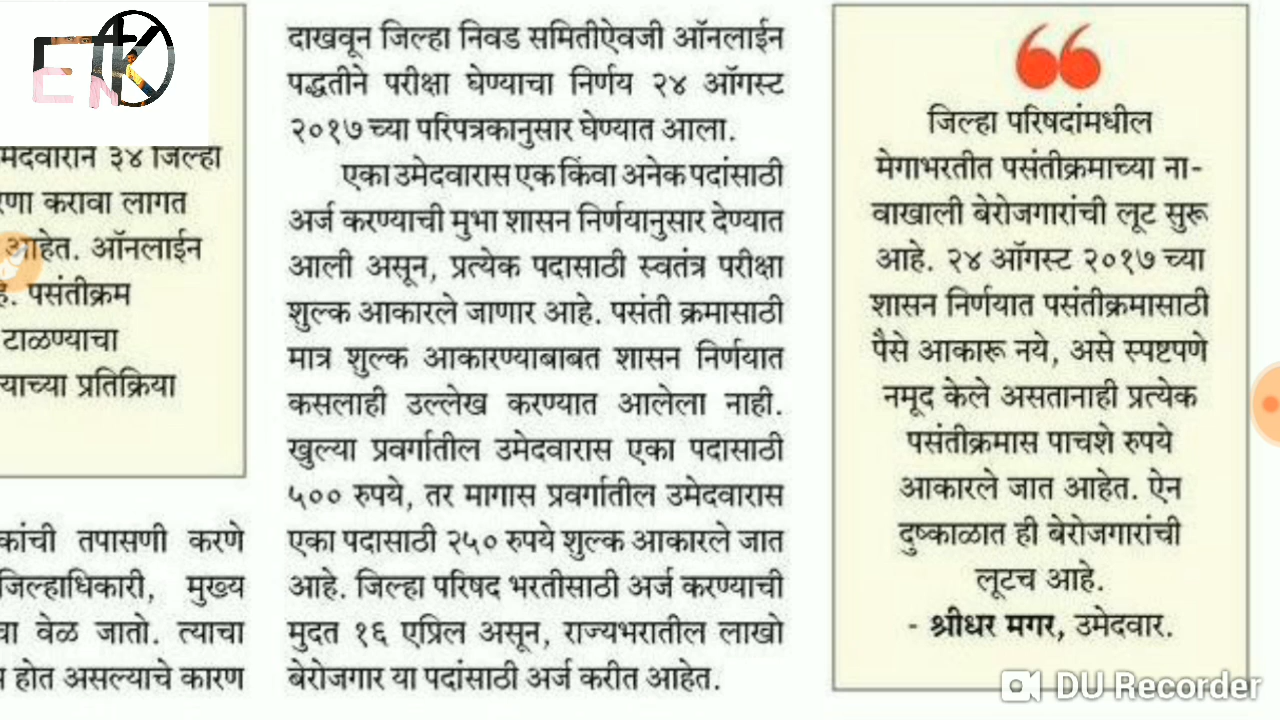 ETK
EN
मेदवाराने ३४ जिल्हा
करावा लागत
आहेत. ऑनलाईन
पसंतीक्रम
टाळण्याचा
प्रतिक्रिया
तपासणी करणे
जिल्हाधिकारी, मुख्य
वेळ जातो. त्याचा
होत असल्याचे कारण
दाखवून जिल्हा निवड समितीऐवजी ऑनलाईन
पद्धतीने परीक्षा घेण्याचा निर्णय २४ ऑगस्ट
२०१७ च्या परिपत्रकानुसार घेण्यात आला.
एका उमेदवारास एक किंवा अनेक पदांसाठी
अर्ज करण्याची मुभा शासन निर्णयानुसार देण्यात
आली असून, प्रत्येक पदासाठी स्वतंत्र परीक्षा
शुल्क आकारले जाणार आहे. पसंती क्रमासाठी
मात्र शुल्क आकारण्याबाबत शासन निर्णयात
कसलाही उल्लेख करण्यात आलेला नाही.
खुल्या प्रवर्गातील उमेदवारास एका पदासाठी
५०० रुपये, तर मागास प्रवर्गातील उमेदवारास
एका पदासाठी २५० रुपये शुल्क आकारले जात
आहे. जिल्हा परिषद भरतीसाठी अर्ज करण्याची
मुदत १६ एप्रिल असून, राज्यभरातील लाखो
बेरोजगार या पदांसाठी अर्ज करीत आहेत.
जिल्हा परिषदांमधील
मेगाभरतीत पसंतीक्रमाच्या ना-
वाखाली बेरोजगारांची लूट सुरू
आहे. २४ ऑगस्ट २०१७ च्या
शासन निर्णयात पसंतीक्रमासाठी
पैसे आकारू नये, असे स्पष्टपणे
नमूद केले असतानाही प्रत्येक
पसंतीक्रमास पाचशे रुपये
आकारले जात आहेत. ऐन
दुष्काळात ही बेरोजगारांची
लूटच आहे.
- श्रीधर मगर, उमेदवार.
DU Recorder